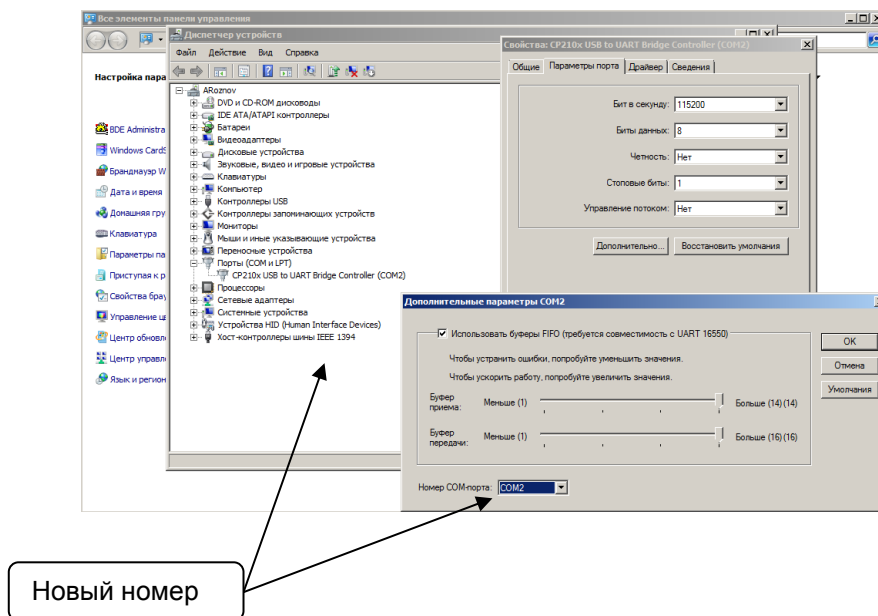 Все элементы панели управления
Диспетчер устройств
Файл Действие Вид Справка
Настройка пара
BDE Administra
Windows CardS
Брандмауэр W
Дата и время
Домашняя гру
Клавиатура
Параметры па
Приступая к р
Свойства брау
Управление цв
Центр обновл
Центр управл
Язык и регион
ARoznov
DVD и CD-ROM дисководы
IDE ATA/ATAPI контроллеры
Батареи
Видеоадаптеры
Дисковые устройства
Звуковые, видео и игровые устройства
Клавиатуры
Компьютер
Контроллеры USB
Контроллеры запоминающих устройств
Мониторы
Мыши и иные указывающие устройства
Переносные устройства
Порты (COM и LPT)
CP210x USB to UART Bridge Controller (COM2)
Процессоры
Сетевые адаптеры
Системные устройства
Устройства HID (Human Interface Devices)
Хост-контроллеры шины IEEE 1394
Свойства: CP210x USB to UART Bridge Controller (COM2)
Общие Параметры порта Драйвер Сведения
Бит в секунду: 115200
Биты данных: 8
Четность: Нет
Стоповые биты: 1
Управление потоком: Нет
Дополнительно... Восстановить умолчания
Дополнительные параметры COM2
Использовать буферы FIFO (требуется совместимость с UART 16550)
OK
Чтобы устранить ошибки, попробуйте уменьшить значения.
Отмена
Чтобы ускорить работу, попробуйте увеличить значения.
Умолчания
Буфер приема: Меньше (1) Больше (14) (14)
Буфер передачи: Меньше (1) Больше (16) (16)
Номер COM-порта: COM2
Новый номер